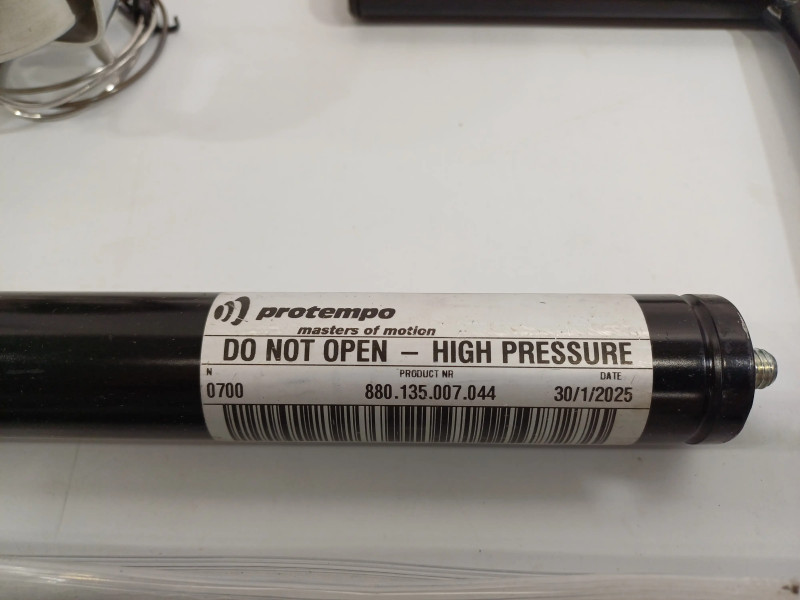 protempo
masters of motion
DO NOT OPEN – HIGH PRESSURE
N PRODUCT NR DATE
0700 880.135.007.044 30/1/2025